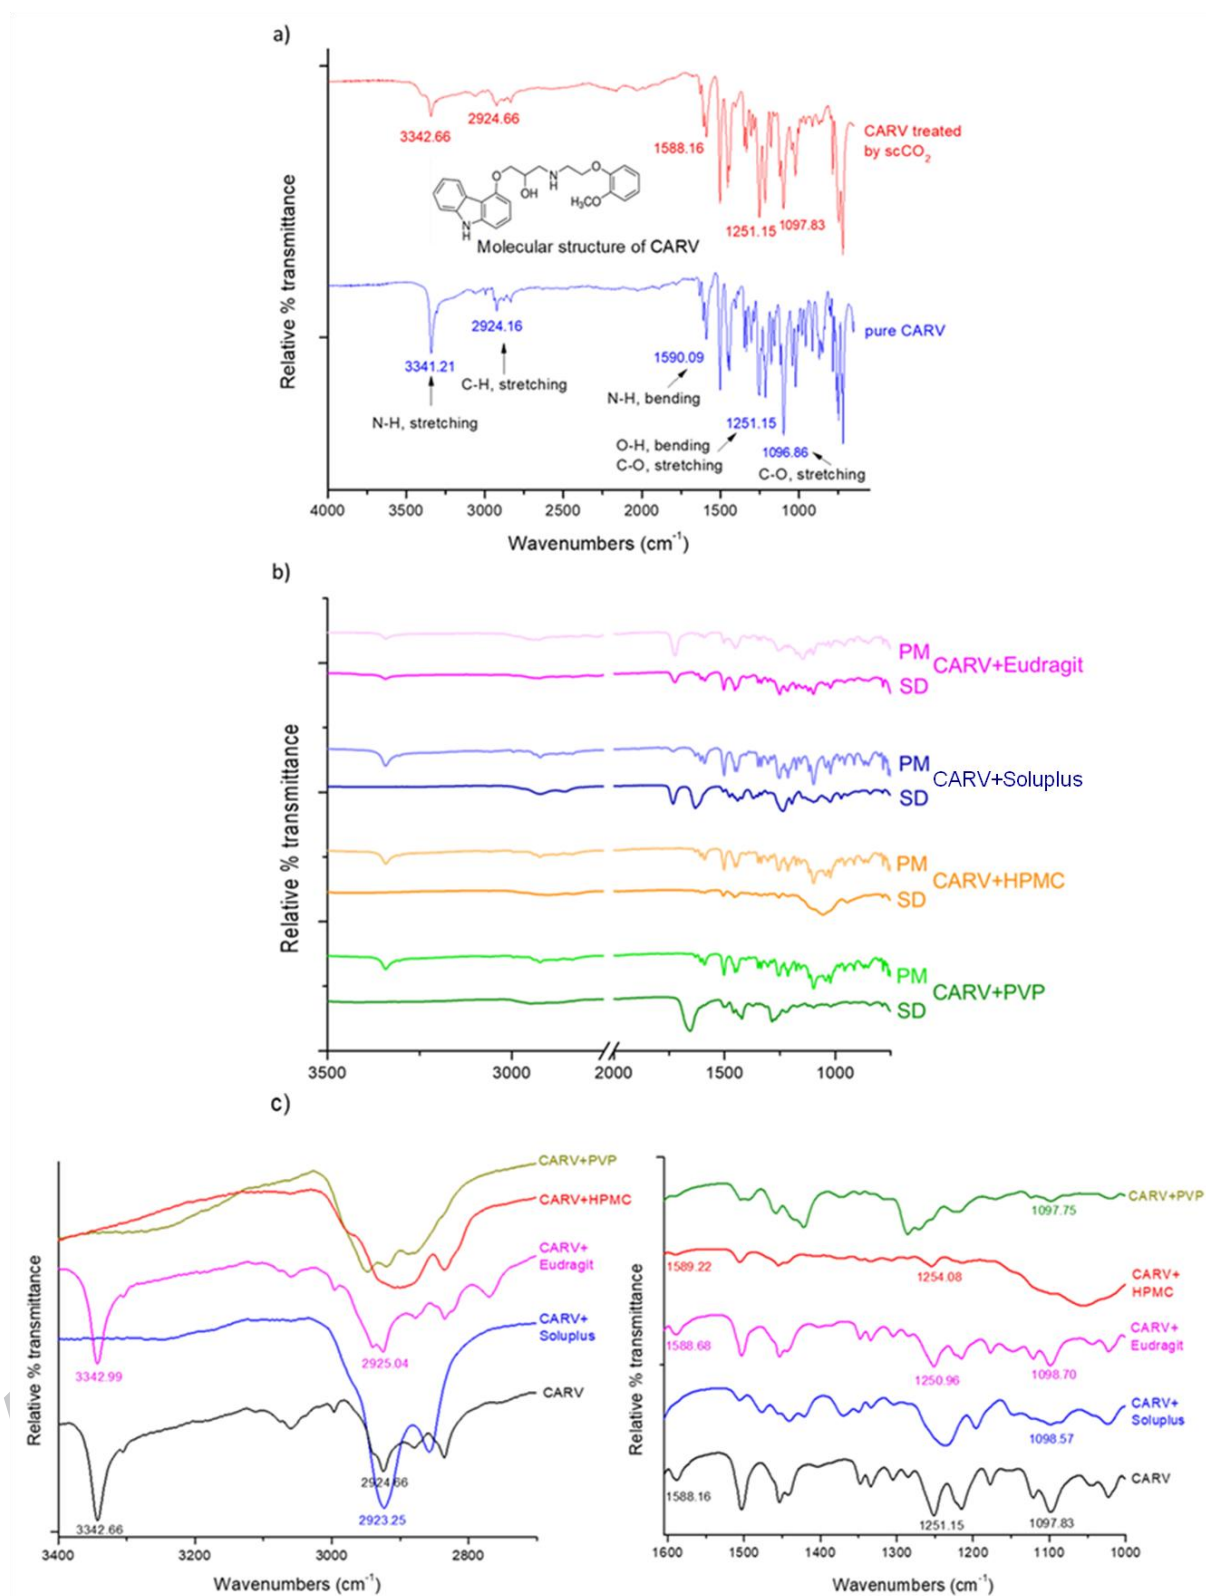 a)
CARV treated
by scCO₂
3342.66
2924.66
1588.16
1251.15
1097.83
O
OH
N
H
O
H₃CO
N
H
Molecular structure of CARV
pure CARV
3341.21
2924.16
1590.09
1251.15
1096.86
N-H, stretching
C-H, stretching
N-H, bending
O-H, bending
C-O, stretching
C-O, stretching
Relative % transmittance
4000 3500 3000 2500 2000 1500 1000
Wavenumbers (cm⁻¹)
b)
PM
CARV+Eudragit
SD
PM
CARV+Soluplus
SD
PM
CARV+HPMC
SD
PM
CARV+PVP
SD
Relative % transmittance
3500 3000 2000 1500 1000
c)
CARV+PVP
CARV+HPMC
CARV+
Eudragit
CARV+
Soluplus
CARV
3342.99
2925.04
2924.66
2923.25
3342.66
Relative % transmittance
3400 3200 3000 2800
Wavenumbers (cm⁻¹)
CARV+PVP
1097.75
1589.22
1254.08
CARV+
HPMC
CARV+
Eudragit
1588.68
1250.96
1098.70
CARV+
Soluplus
1098.57
CARV
1588.16
1251.15
1097.83
Relative % transmittance
1600 1500 1400 1300 1200 1100 1000
Wavenumbers (cm⁻¹)